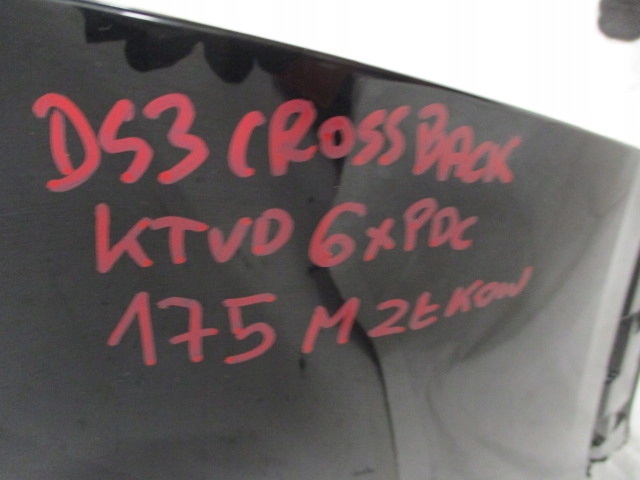 DS3 CROSSBACK
KTVD 6xPDC
175 M ZŁKOW